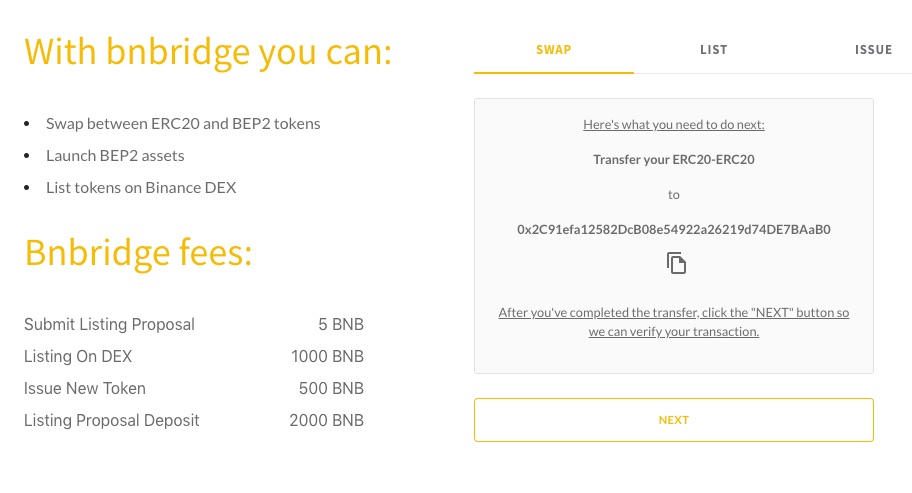 With bnbridge you can:
Swap between ERC20 and BEP2 tokens
Launch BEP2 assets
List tokens on Binance DEX
Bnbridge fees:
Submit Listing Proposal 5 BNB
Listing On DEX 1000 BNB
Issue New Token 500 BNB
Listing Proposal Deposit 2000 BNB
SWAP LIST ISSUE
Here's what you need to do next:
Transfer your ERC20-ERC20
to
0x2C91efa12582DcB08e54922a26219d74DE7BAaB0
After you've completed the transfer, click the "NEXT" button so
we can verify your transaction.
NEXT